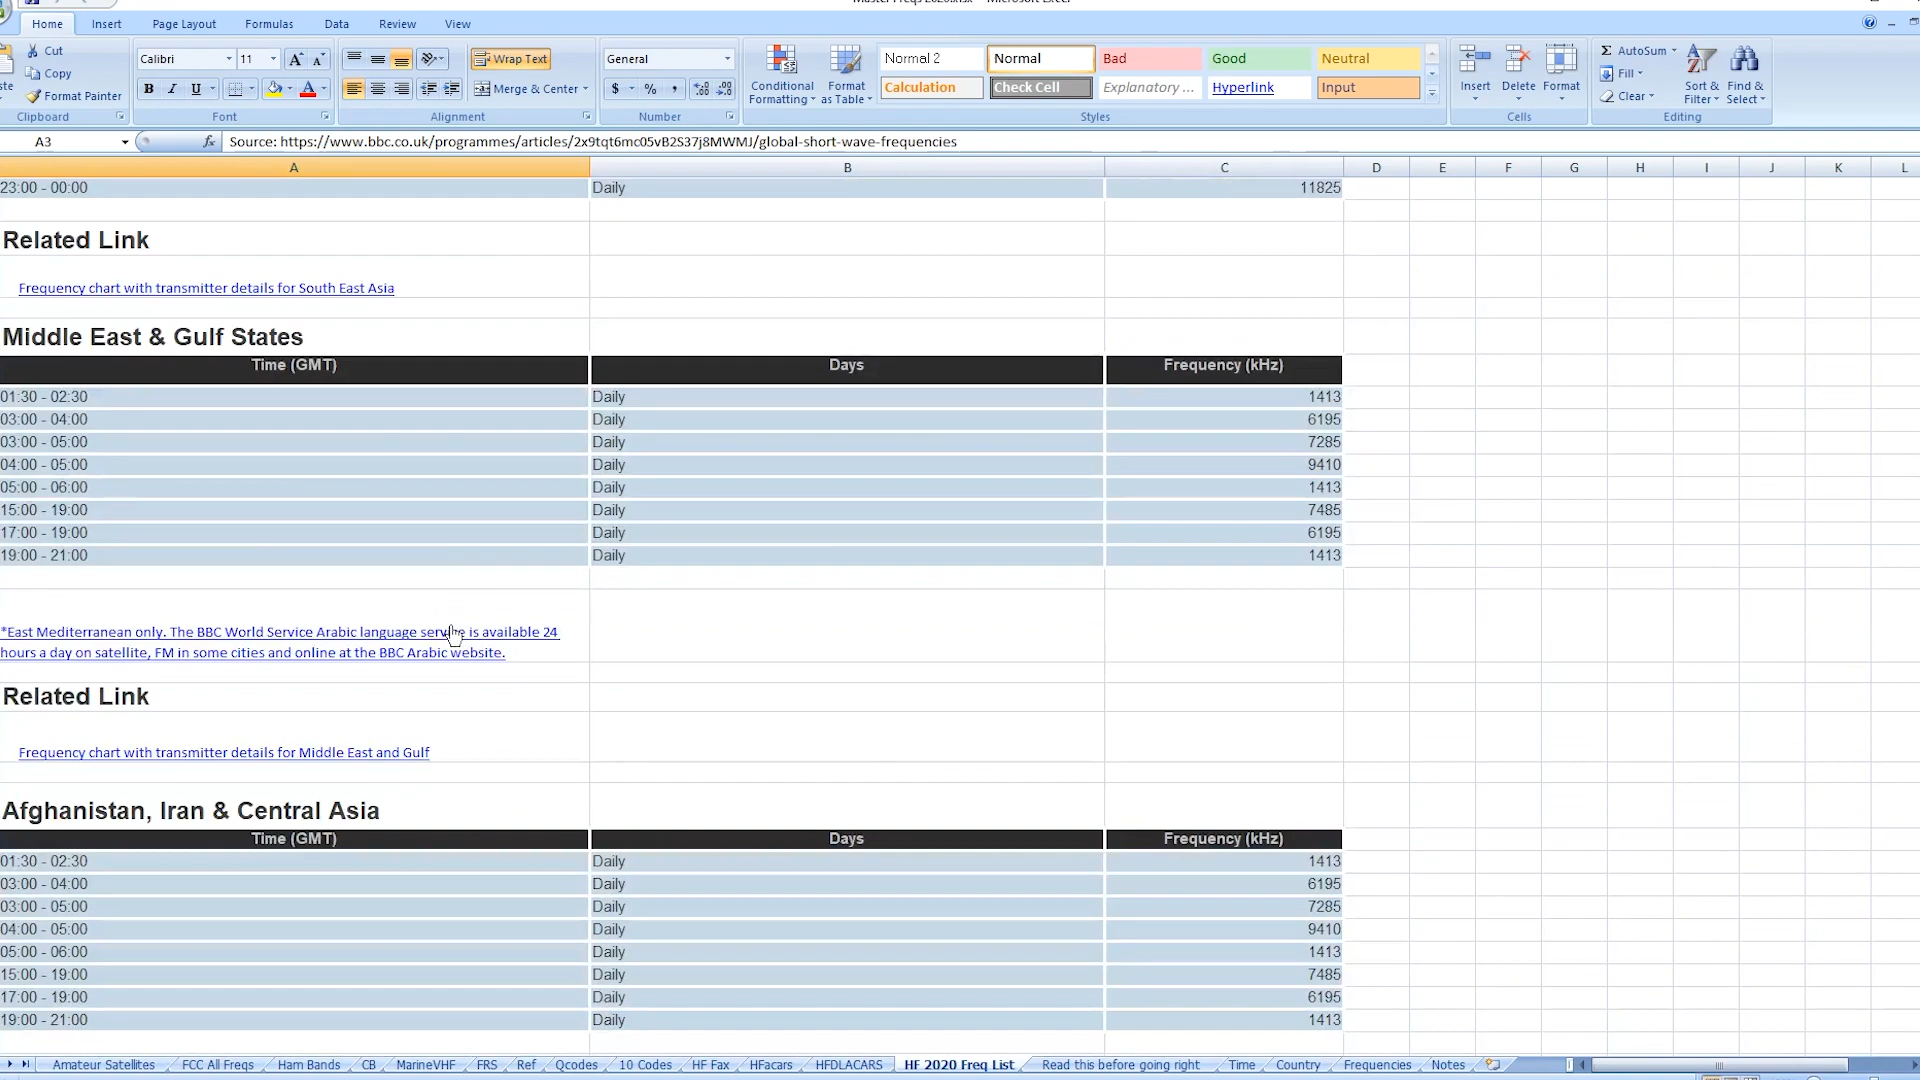 Home Insert Page Layout Formulas Data Review View
Cut
Copy
Format Painter
Clipboard
Calibri 11
B I U
Font
Wrap Text
Merge & Center
Alignment
General
$ % ,
Number
Conditional Formatting
Format as Table
Normal 2 Normal Bad Good Neutral
Calculation Check Cell Explanatory ... Hyperlink Input
Styles
Insert Delete Format
Cells
Σ AutoSum
Fill
Clear
Sort & Filter
Find & Select
Editing
A3 fx Source: https://www.bbc.co.uk/programmes/articles/2x9tqt6mc05vB2S37j8MWMJ/global-short-wave-frequencies
A B C D E F G H I J K L
23:00 - 00:00 Daily 11825
Related Link
Frequency chart with transmitter details for South East Asia
Middle East & Gulf States
Time (GMT) Days Frequency (kHz)
01:30 - 02:30 Daily 1413
03:00 - 04:00 Daily 6195
03:00 - 05:00 Daily 7285
04:00 - 05:00 Daily 9410
05:00 - 06:00 Daily 1413
15:00 - 19:00 Daily 7485
17:00 - 19:00 Daily 6195
19:00 - 21:00 Daily 1413
*East Mediterranean only. The BBC World Service Arabic language service is available 24
hours a day on satellite, FM in some cities and online at the BBC Arabic website.
Related Link
Frequency chart with transmitter details for Middle East and Gulf
Afghanistan, Iran & Central Asia
Time (GMT) Days Frequency (kHz)
01:30 - 02:30 Daily 1413
03:00 - 04:00 Daily 6195
03:00 - 05:00 Daily 7285
04:00 - 05:00 Daily 9410
05:00 - 06:00 Daily 1413
15:00 - 19:00 Daily 7485
17:00 - 19:00 Daily 6195
19:00 - 21:00 Daily 1413
Amateur Satellites FCC All Freqs Ham Bands CB MarineVHF FRS Ref Qcodes 10 Codes HF Fax HFacars HFDLACARS HF 2020 Freq List Read this before going right Time Country Frequencies Notes